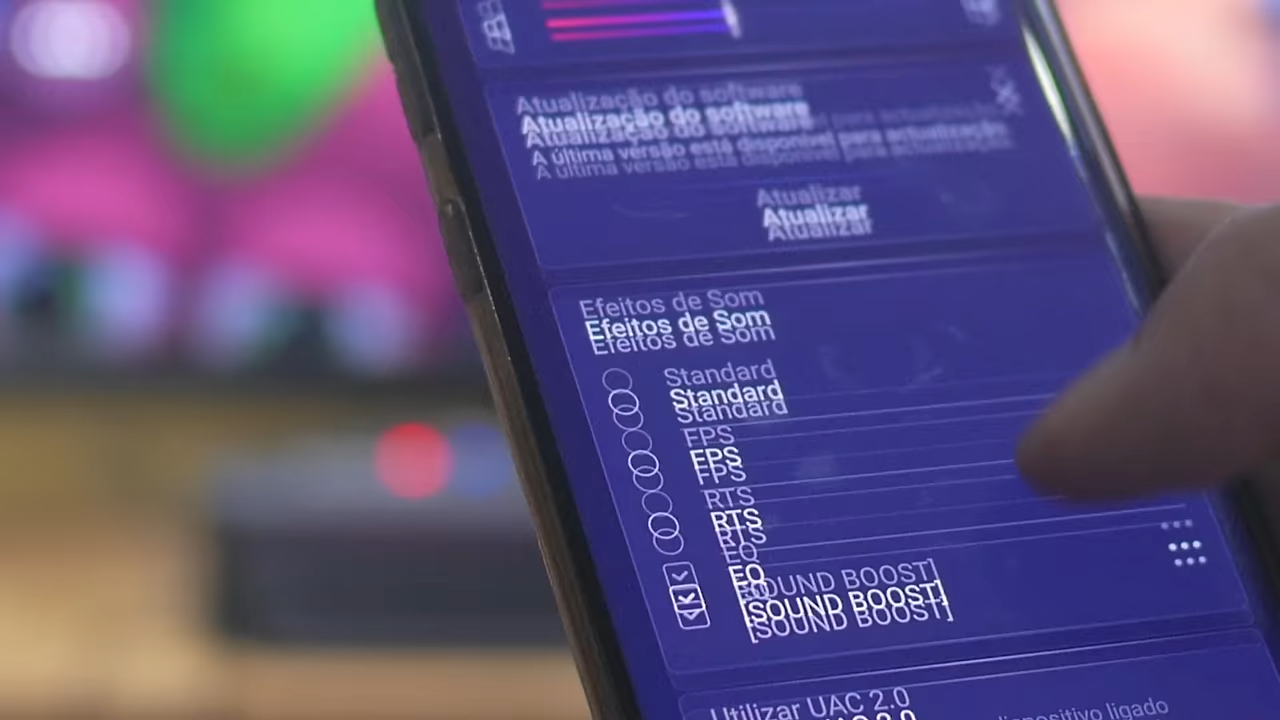 Atualização do software
A última versão está disponível para actualização
Atualizar
Efeitos de Som
Standard
FPS
RTS
EQ
[SOUND BOOST]
Utilizar UAC 2.0
dispositivo ligado